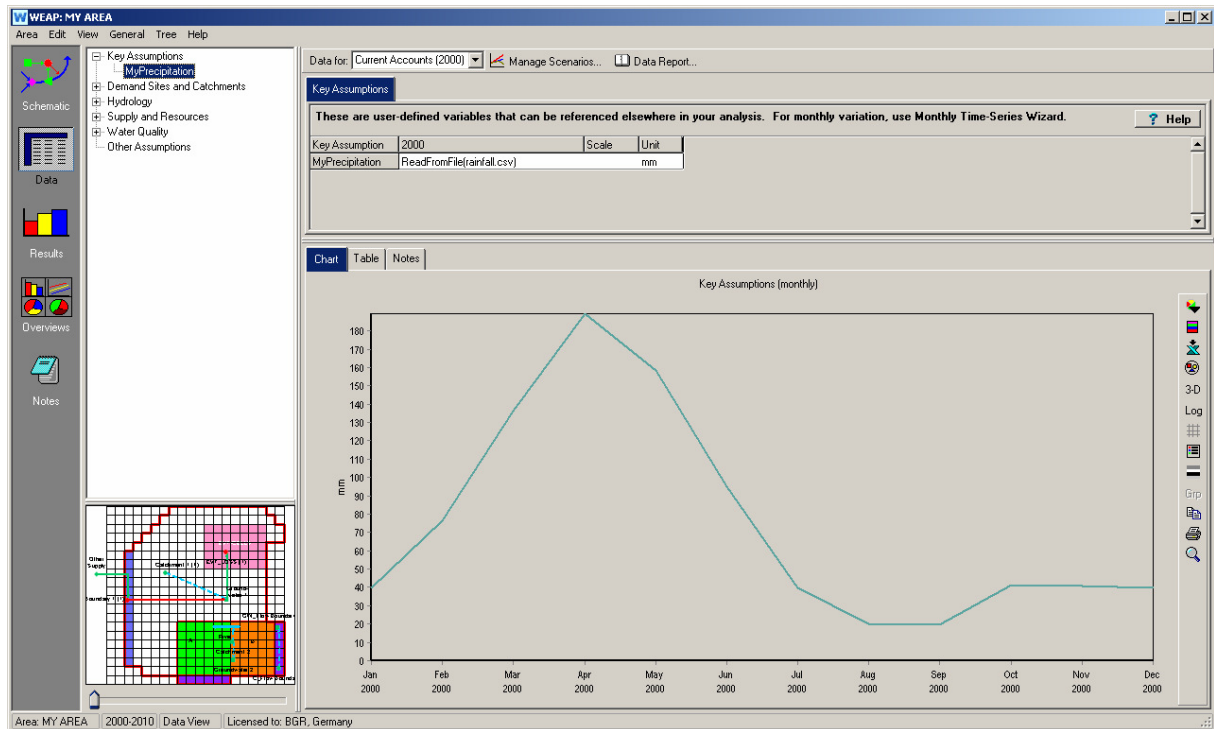 WEAP: MY AREA
Area Edit View General Tree Help
Schematic
Data
Results
Overviews
Notes
Key Assumptions
MyPrecipitation
Demand Sites and Catchments
Hydrology
Supply and Resources
Water Quality
Other Assumptions
Data for: Current Accounts (2000) Manage Scenarios... Data Report...
Key Assumptions
These are user-defined variables that can be referenced elsewhere in your analysis. For monthly variation, use Monthly Time-Series Wizard.
? Help
Key Assumption 2000 Scale Unit
MyPrecipitation ReadFromFile(rainfall.csv) mm
Chart Table Notes
Key Assumptions (monthly)
180
170
160
150
140
130
120
110
100
90
80
70
60
50
40
30
20
10
0
mm
Jan Feb Mar Apr May Jun Jul Aug Sep Oct Nov Dec
2000 2000 2000 2000 2000 2000 2000 2000 2000 2000 2000 2000
3-D
Log
Grp
Other
Supply
Catchment 1 (1)
Catchment 2
Area: MY AREA 2000-2010 Data View Licensed to: BGR, Germany